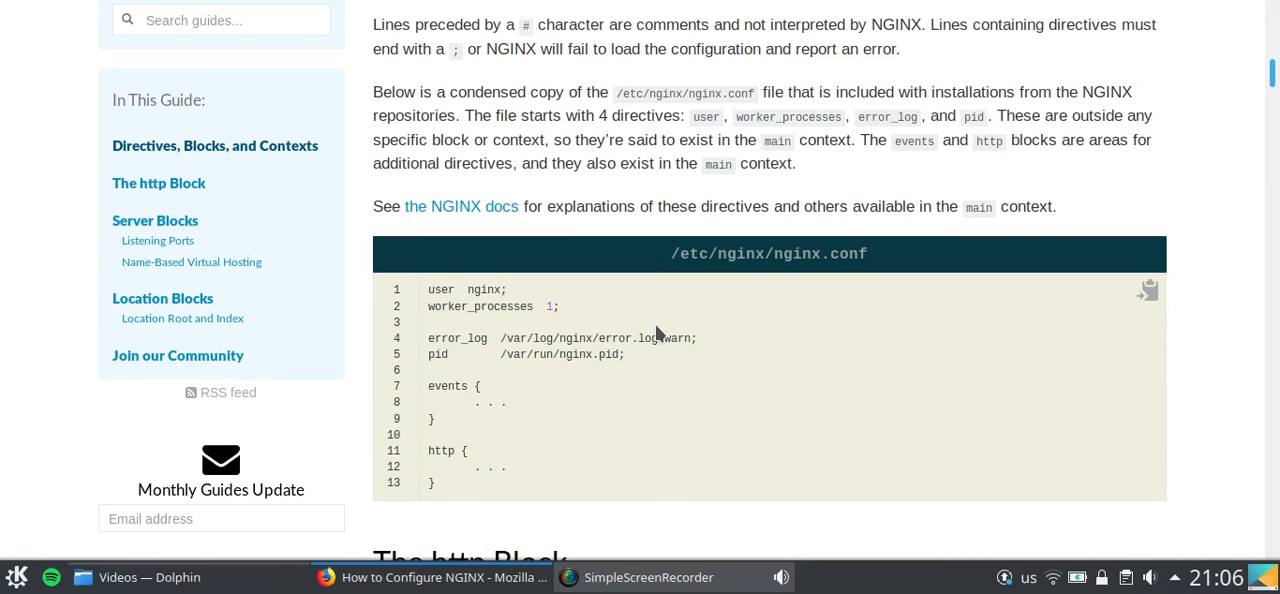 Search guides...
In This Guide:
Directives, Blocks, and Contexts
The http Block
Server Blocks
Listening Ports
Name-Based Virtual Hosting
Location Blocks
Location Root and Index
Join our Community
RSS feed
Monthly Guides Update
Email address
Lines preceded by a # character are comments and not interpreted by NGINX. Lines containing directives must
end with a ; or NGINX will fail to load the configuration and report an error.
Below is a condensed copy of the /etc/nginx/nginx.conf file that is included with installations from the NGINX
repositories. The file starts with 4 directives: user, worker_processes, error_log, and pid. These are outside any
specific block or context, so they’re said to exist in the main context. The events and http blocks are areas for
additional directives, and they also exist in the main context.
See the NGINX docs for explanations of these directives and others available in the main context.
/etc/nginx/nginx.conf
1 user nginx;
2 worker_processes 1;
3
4 error_log /var/log/nginx/error.log warn;
5 pid /var/run/nginx.pid;
6
7 events {
8 . . .
9 }
10
11 http {
12 . . .
13 }
The http Block
Videos — Dolphin
How to Configure NGINX - Mozilla ...
SimpleScreenRecorder
us
21:06